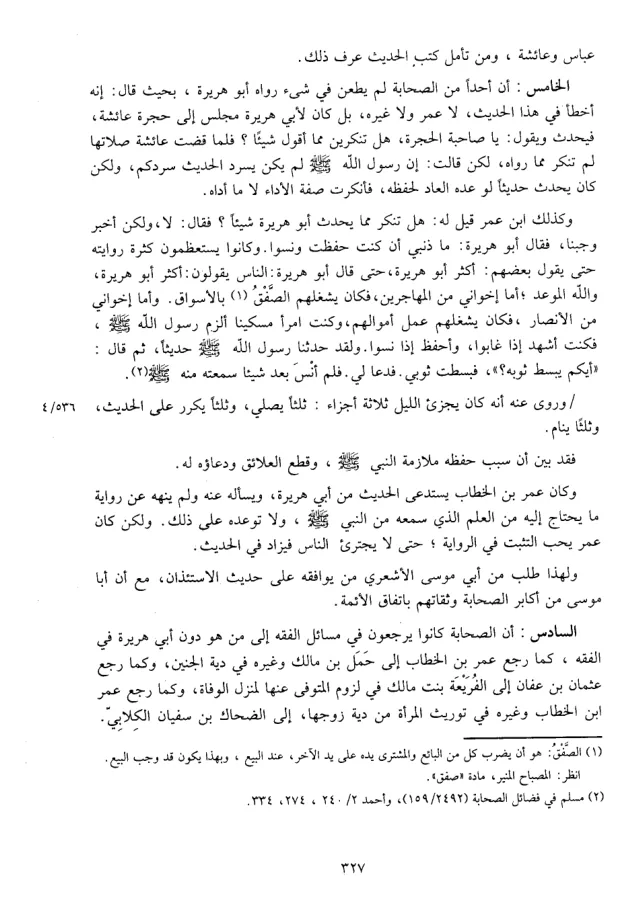 عباس وعائشة ، ومن تأمل كتب الحديث عرف ذلك.
الخامس : أن أحداً من الصحابة لم يطعن في شىء رواه أبو هريرة ، بحيث قال: إنه
أخطأ في هذا الحديث، لا عمر ولا غيره، بل كان لأبي هريرة مجلس إلى حجرة عائشة،
فيحدث ويقول: يا صاحبة الحجرة، هل تنكرين مما أقول شيئًا ؟ فلما قضت عائشة صلاتها
لم تنكر مما رواه، لكن قالت: إن رسول الله ﷺ لم يكن يسرد الحديث سردكم، ولكن
كان يحدث حديثاً لو عده العاد لحفظه، فأنكرت صفة الأداء لا ما أداه.
وكذلك ابن عمر قيل له: هل تنكر مما يحدث أبو هريرة شيئاً ؟ فقال: لا،ولكن أخبر
وجبنا، فقال أبو هريرة: ما ذنبي أن كنت حفظت ونسوا.وكانوا يستعظمون كثرة روايته
حتى يقول بعضهم: أكثر أبو هريرة،حتى قال أبو هريرة:الناس يقولون:أكثر أبو هريرة،
والله الموعد ؛أما إخواني من المهاجرين،فكان يشغلهم الصَّفْقُ (١) بالأسواق. وأما إخواني
من الأنصار ،فكان يشغلهم عمل أموالهم،وكنت امرأ مسكينا ألزم رسول الله ﷺ ،
فكنت أشهد إذا غابوا، وأحفظ إذا نسوا.ولقد حدثنا رسول الله ﷺ حديثاً، ثم قال :
«أيكم يبسط ثوبه؟»، فبسطت ثوبي.فدعا لي.فلم أنْسَ بعد شيئا سمعته منه ﷺ(٢).
/وروى عنه أنه كان يجزئ الليل ثلاثة أجزاء : ثلثاً يصلي، وثلثاً يكرر على الحديث، ٤/٥٣٦
وثلثًا ينام.
فقد بين أن سبب حفظه ملازمة النبي ﷺ ، وقطع العلائق ودعاؤه له.
وكان عمر بن الخطاب يستدعى الحديث من أبي هريرة، ويسأله عنه ولم ينهه عن رواية
ما يحتاج إليه من العلم الذي سمعه من النبي ﷺ ، ولا توعده على ذلك. ولكن كان
عمر يحب التثبت في الرواية ؛ حتى لا يجترئ الناس فيزاد في الحديث.
ولهذا طلب من أبي موسى الأشعري من يوافقه على حديث الاستئذان، مع أن أبا
موسى من أكابر الصحابة وثقاتهم باتفاق الأئمة.
السادس : أن الصحابة كانوا يرجعون في مسائل الفقه إلى من هو دون أبي هريرة في
الفقه ، كما رجع عمر بن الخطاب إلى حَمَل بن مالك وغيره في دية الجنين، وكما رجع
عثمان بن عفان إلى الفُرَيْعَة بنت مالك في لزوم المتوفى عنها لمنزل الوفاة، وكما رجع عمر
ابن الخطاب وغيره في توريث المرأة من دية زوجها، إلى الضحاك بن سفيان الكِلابيّ.
(١) الصَّفْقُ: هو أن يضرب كل من البائع والمشترى يده على يد الآخر، عند البيع ، وبهذا يكون قد وجب البيع.
انظر: المصباح المنير، مادة «صفق».
(٢) مسلم في فضائل الصحابة (١٥٩/٢٤٩٢)، وأحمد ٢/ ٢٤٠ ، ٢٧٤، ٣٣٤.
٣٢٧